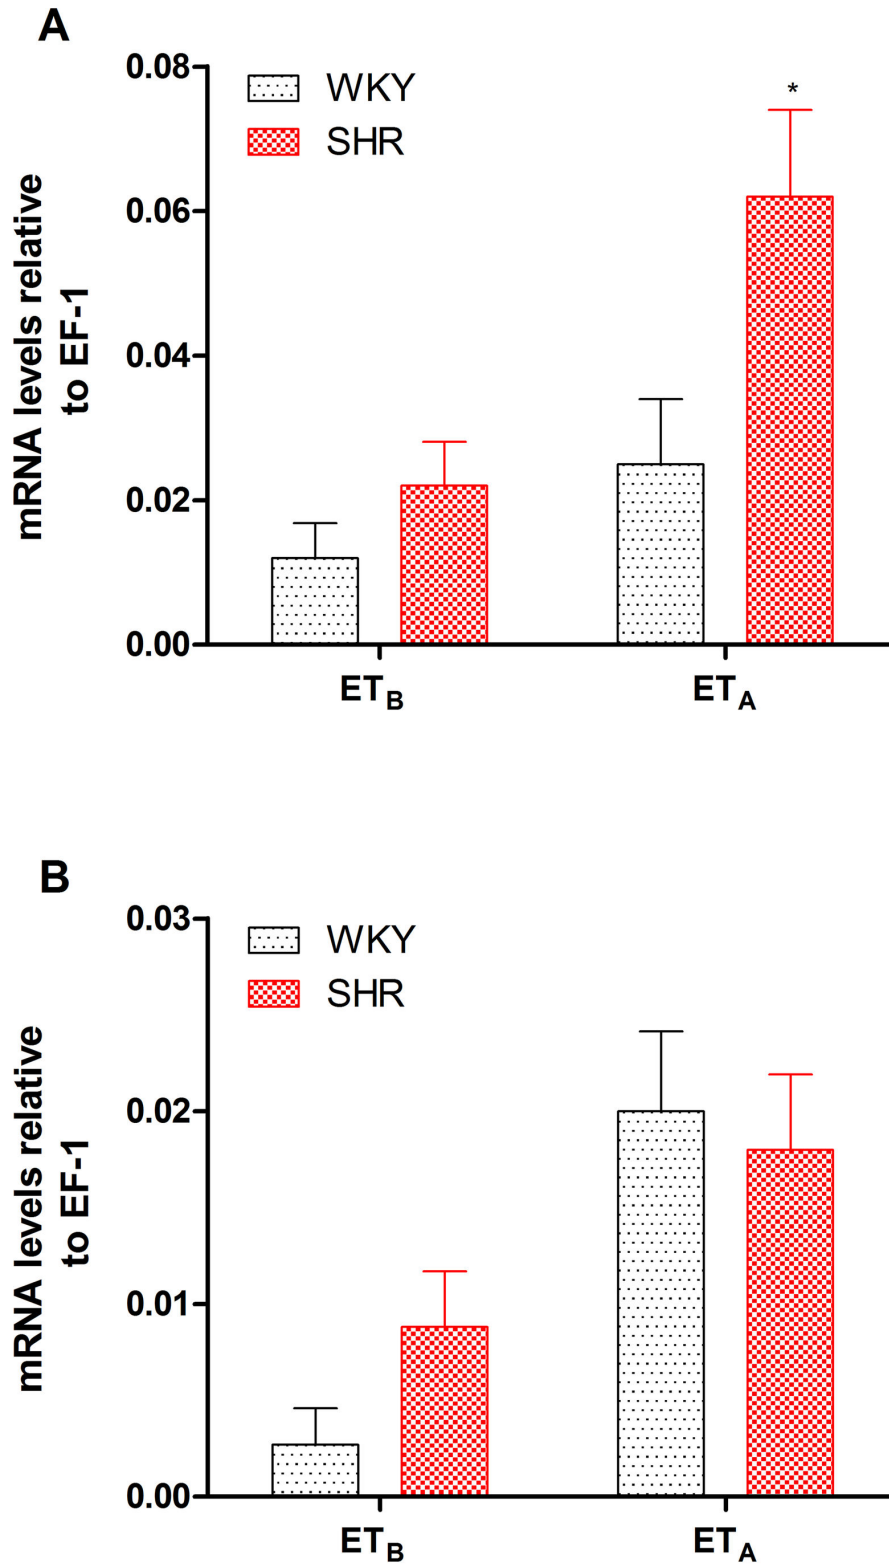 A
WKY
SHR
*
0.08
0.06
0.04
0.02
0.00
mRNA levels relative
to EF-1
ETB
ETA
B
WKY
SHR
0.03
0.02
0.01
0.00
mRNA levels relative
to EF-1
ETB
ETA